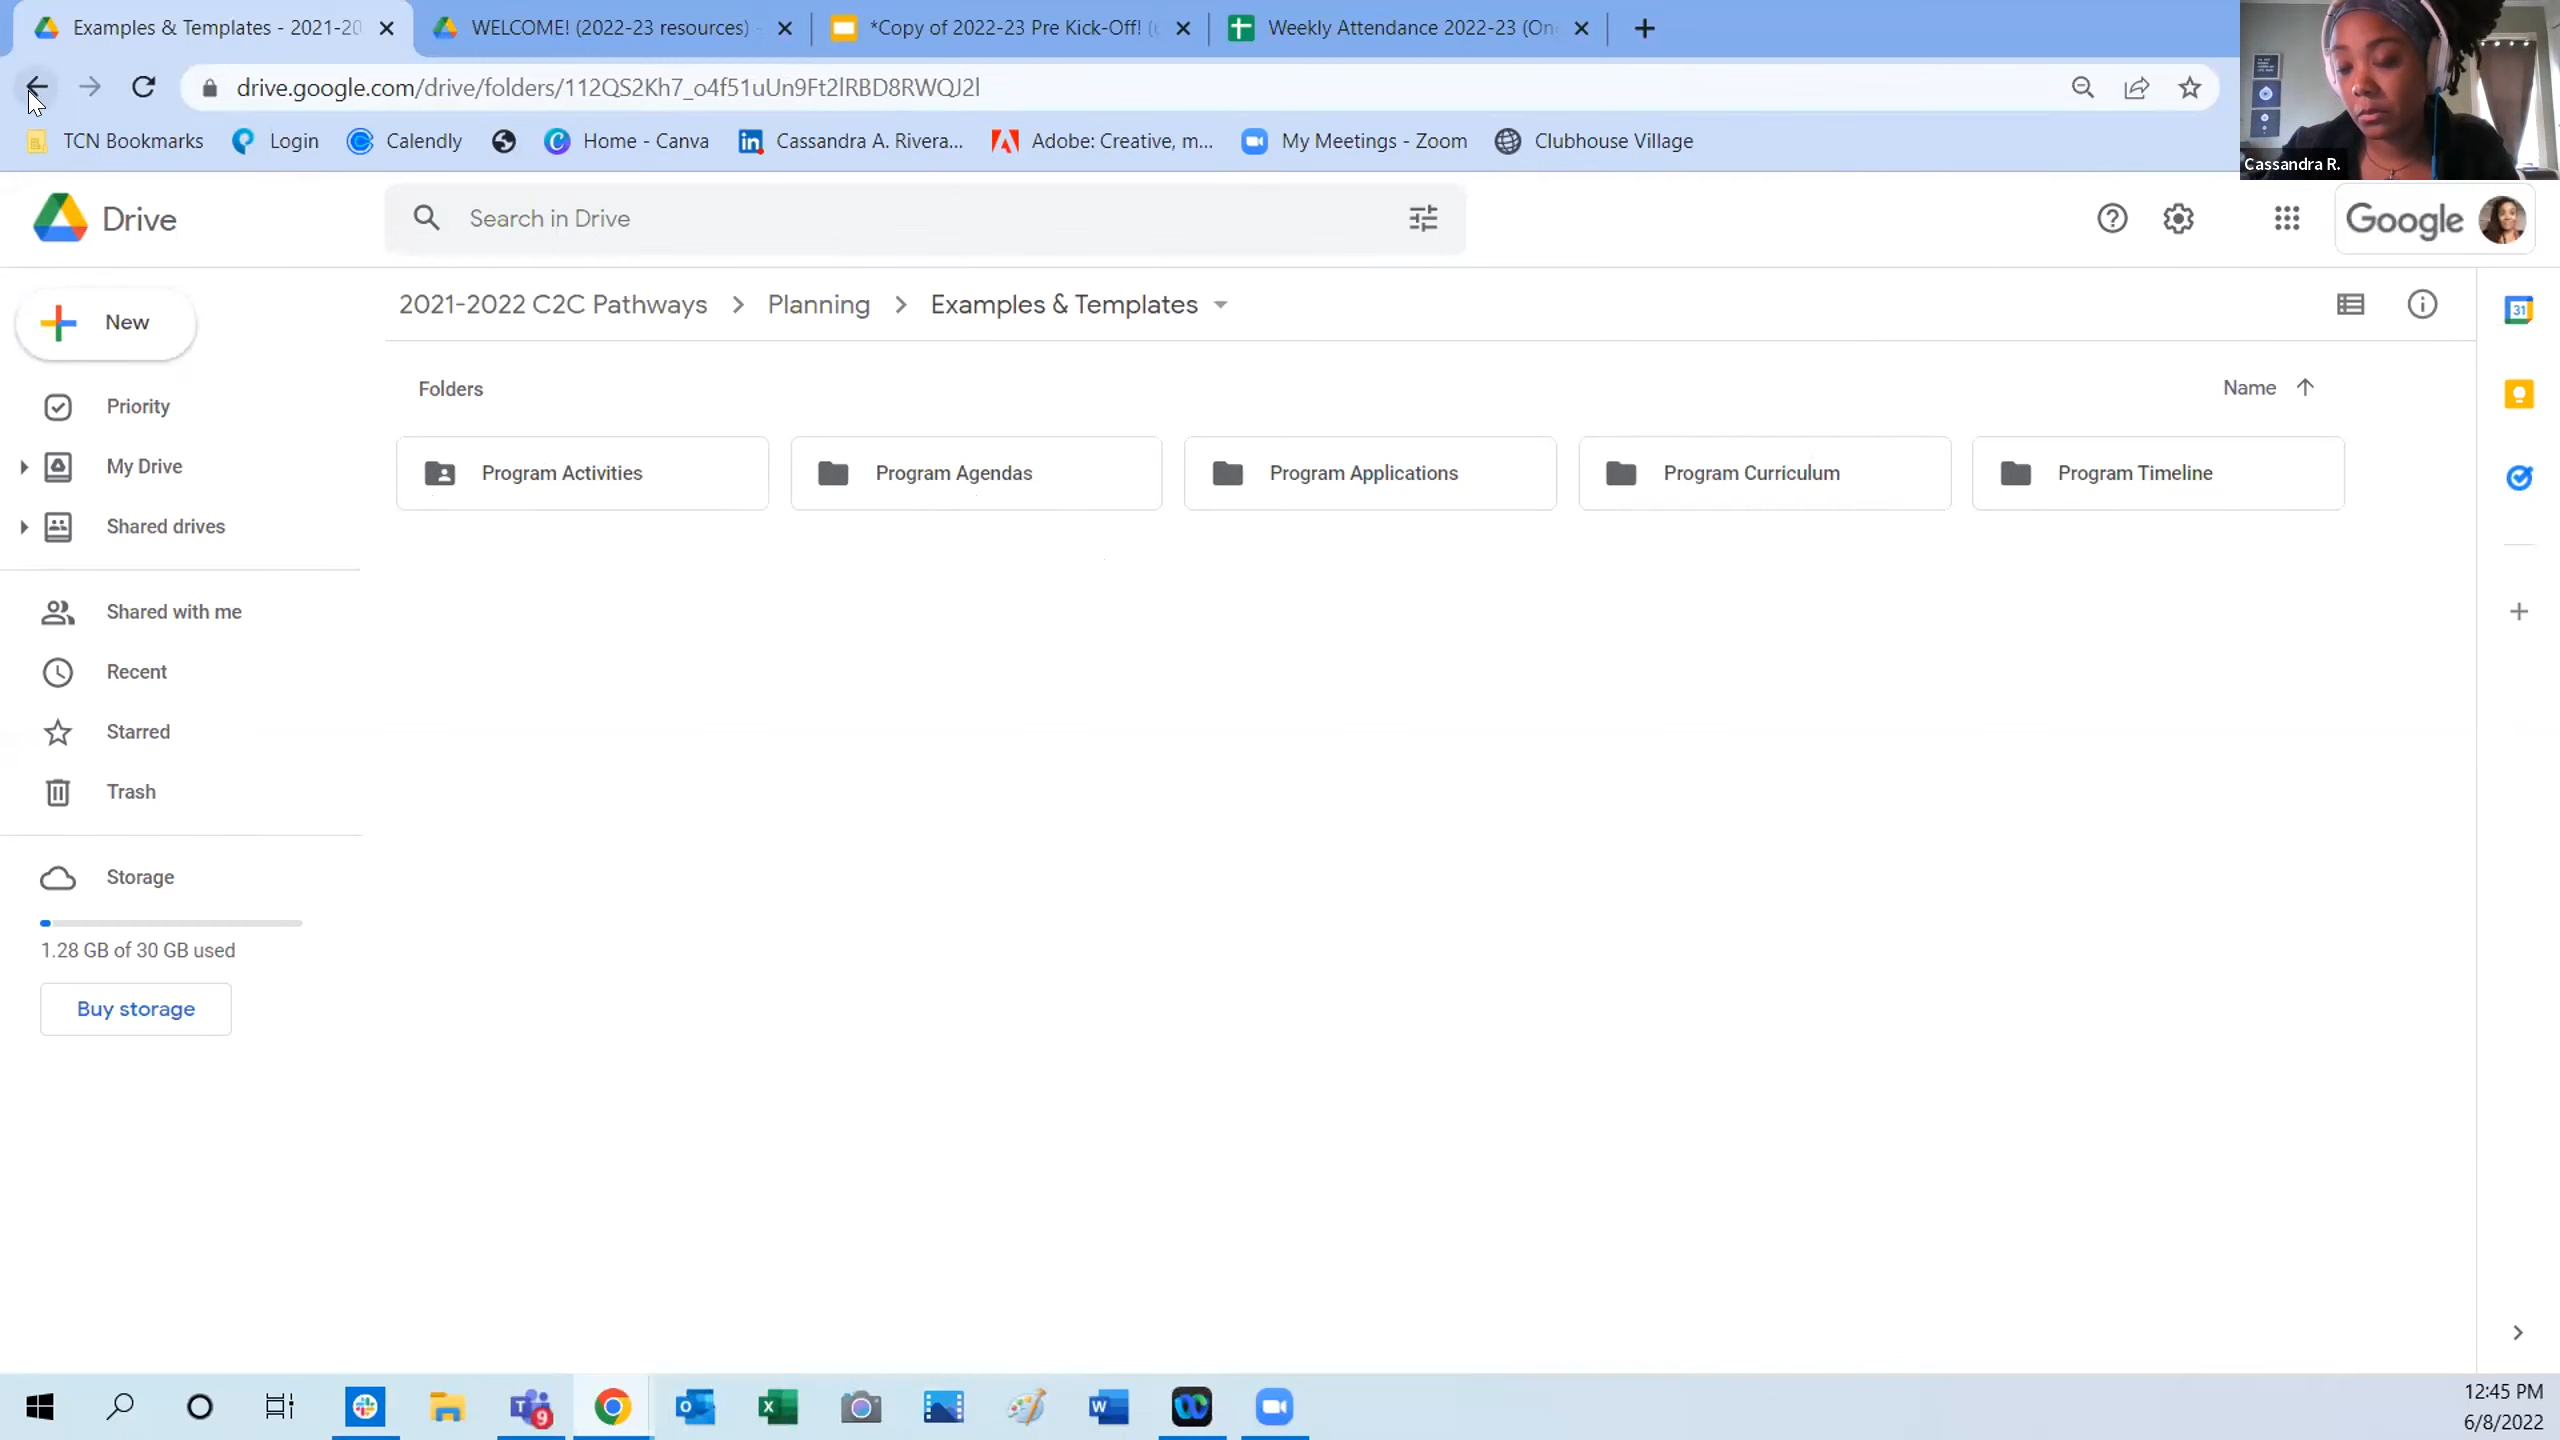 Examples & Templates - 2021-20
WELCOME! (2022-23 resources) -
*Copy of 2022-23 Pre Kick-Off! (
Weekly Attendance 2022-23 (On
drive.google.com/drive/folders/112QS2Kh7_o4f51uUn9Ft2lRBD8RWQJ2l
TCN Bookmarks
Login
Calendly
Home - Canva
Cassandra A. Rivera...
Adobe: Creative, m...
My Meetings - Zoom
Clubhouse Village
Cassandra R.
Drive
Search in Drive
Google
New
2021-2022 C2C Pathways
Planning
Examples & Templates
31
Folders
Name
Priority
My Drive
Shared drives
Program Activities
Program Agendas
Program Applications
Program Curriculum
Program Timeline
Shared with me
Recent
Starred
Trash
Storage
1.28 GB of 30 GB used
Buy storage
12:45 PM
6/8/2022
9